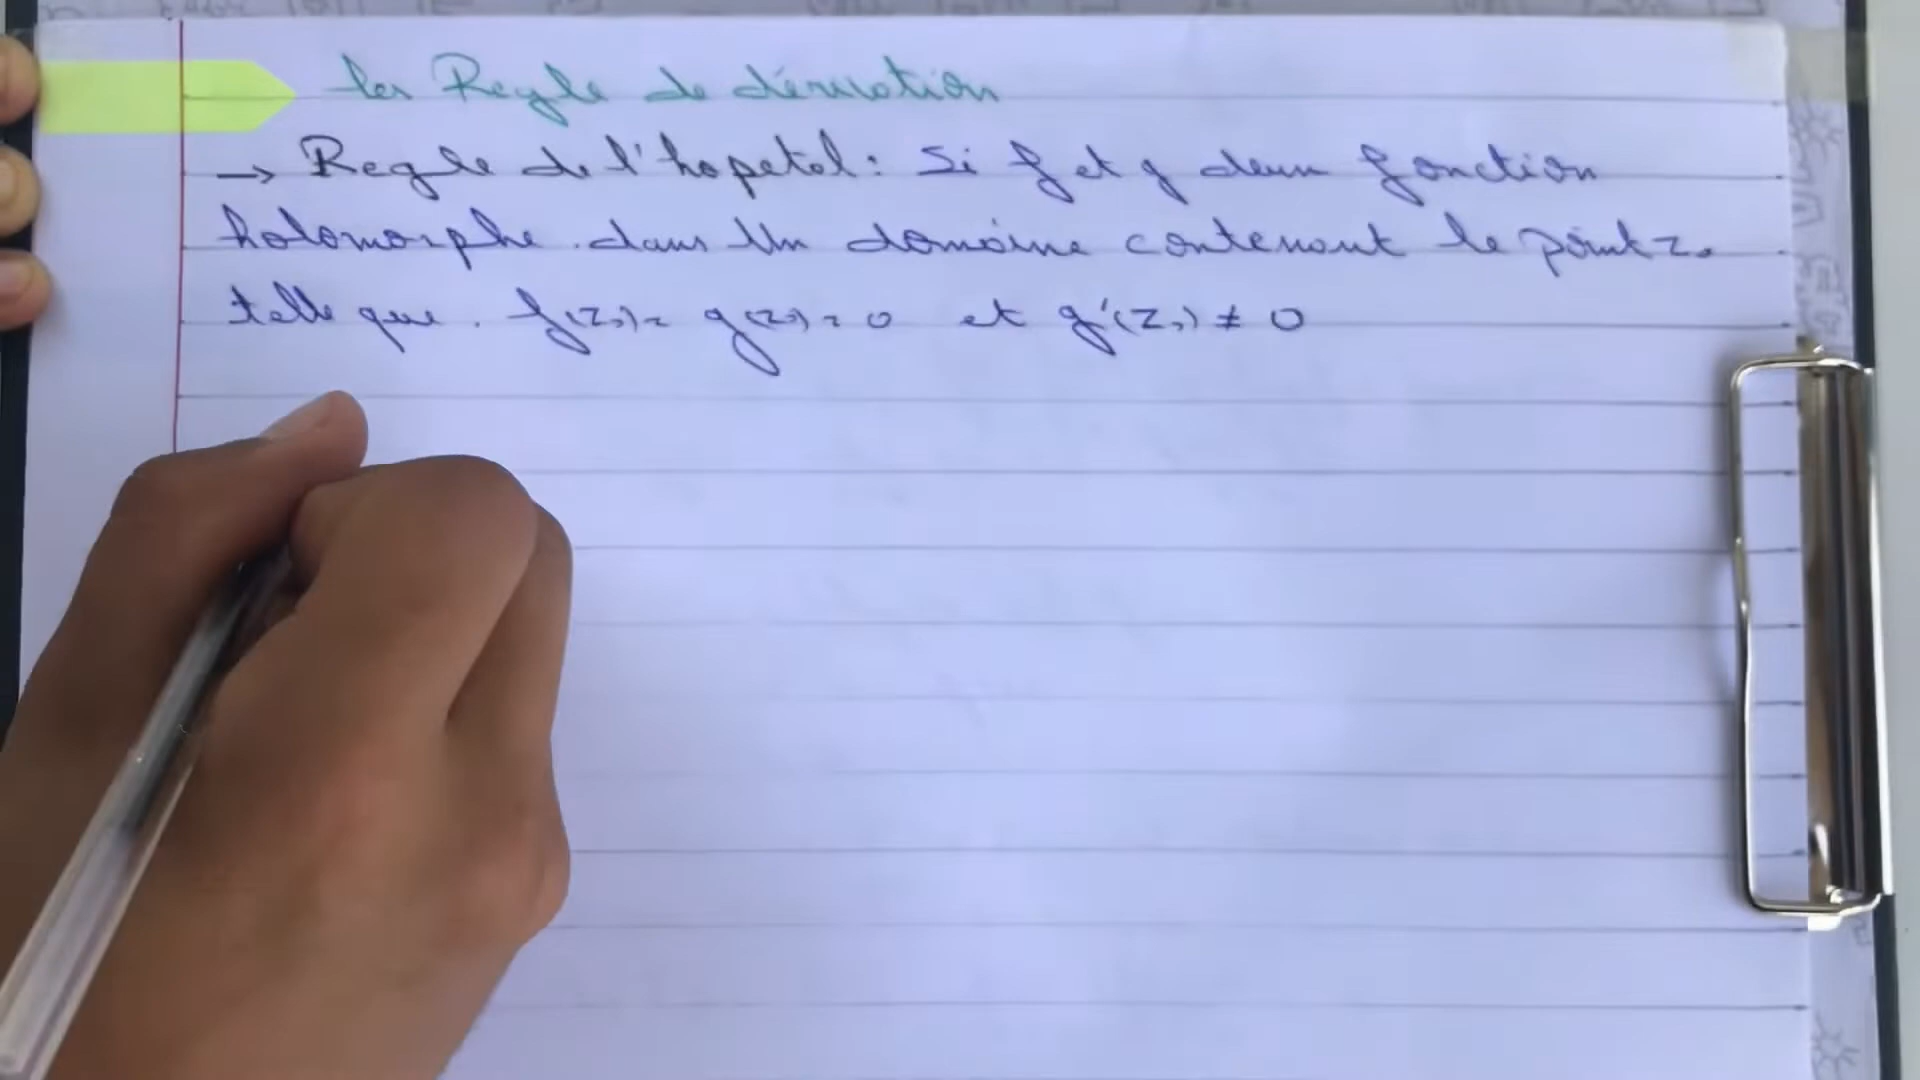 les Regle de dérivation
→ Regle de l'hopetal : Si f et g deux fonction
holomorphe . dans Un domaine contenant le point z₀
telle que . f(z₀) = g(z₀) = 0 et g'(z₀) ≠ 0